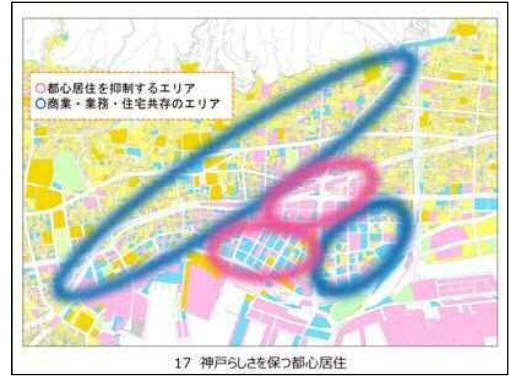 ○都心居住を抑制するエリア
○商業・業務・住宅共存のエリア
17 神戸らしさを保つ都心居住